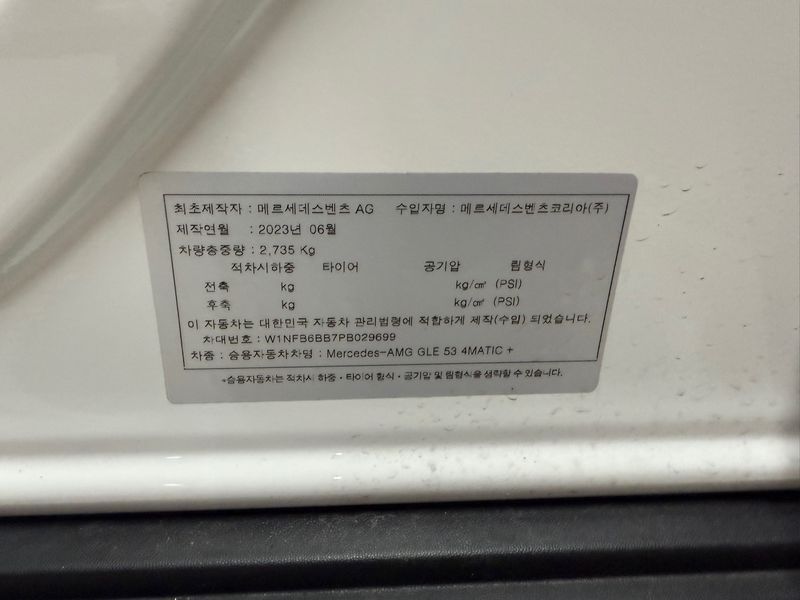 최초제작자 : 메르세데스벤츠 AG 수입자명 : 메르세데스벤츠코리아(주)
제작연월 : 2023년 06월
차량총중량 : 2,735 Kg
적차시하중 타이어 공기압 림형식
전축 kg kg/㎠ (PSI)
후축 kg kg/㎠ (PSI)
이 자동차는 대한민국 자동차 관리법령에 적합하게 제작(수입) 되었습니다.
차대번호 : W1NFB6BB7PB029699
차종 : 승용자동차차명 : Mercedes-AMG GLE 53 4MATIC +
*승용자동차는 적차시 하중·타이어 형식·공기압 및 림형식을 생략할 수 있습니다.